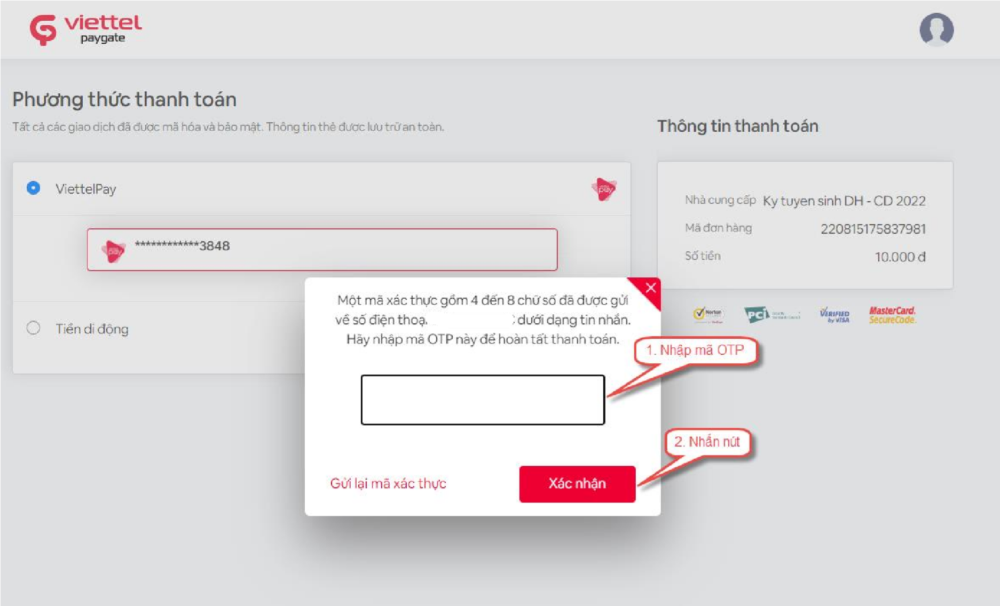 viettel
paygate
Phương thức thanh toán
Tất cả các giao dịch đã được mã hóa và bảo mật. Thông tin thẻ được lưu trữ an toàn.
ViettelPay
pay
pay
************3848
Tiền di động
Thông tin thanh toán
Nhà cung cấp Ky tuyen sinh DH - CD 2022
Mã đơn hàng 220815175837981
Số tiền 10.000 đ
Norton
PCI
VERIFIED
by VISA
MasterCard.
SecureCode.
Một mã xác thực gồm 4 đến 8 chữ số đã được gửi
về số điện thoạ. dưới dạng tin nhắn.
Hãy nhập mã OTP này để hoàn tất thanh toán.
1. Nhập mã OTP
2. Nhấn nút
Gửi lại mã xác thực
Xác nhận